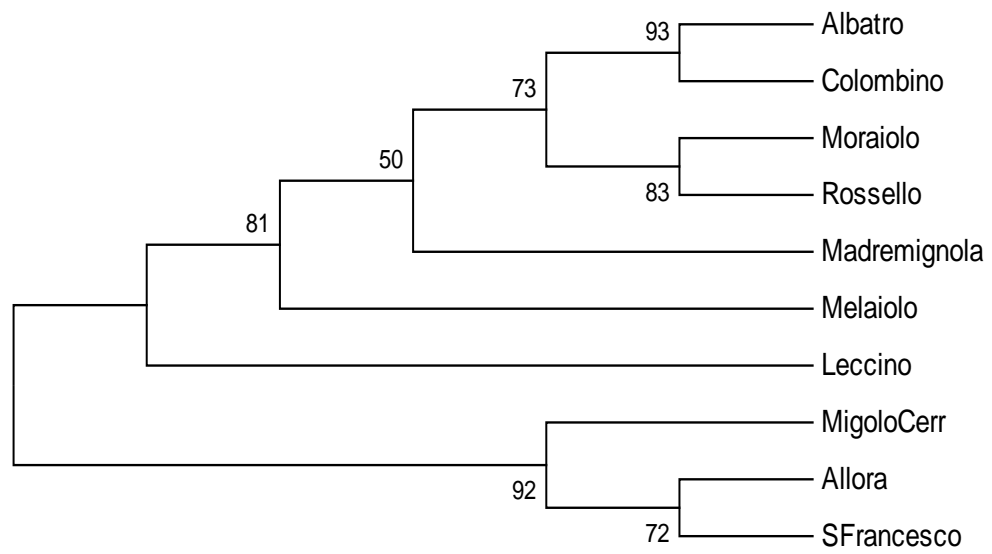 Albatro
93
Colombino
73
Moraiolo
50
83
Rossello
81
Madremignola
Melaiolo
Leccino
MigoloCerr
Allora
92
72
SFrancesco